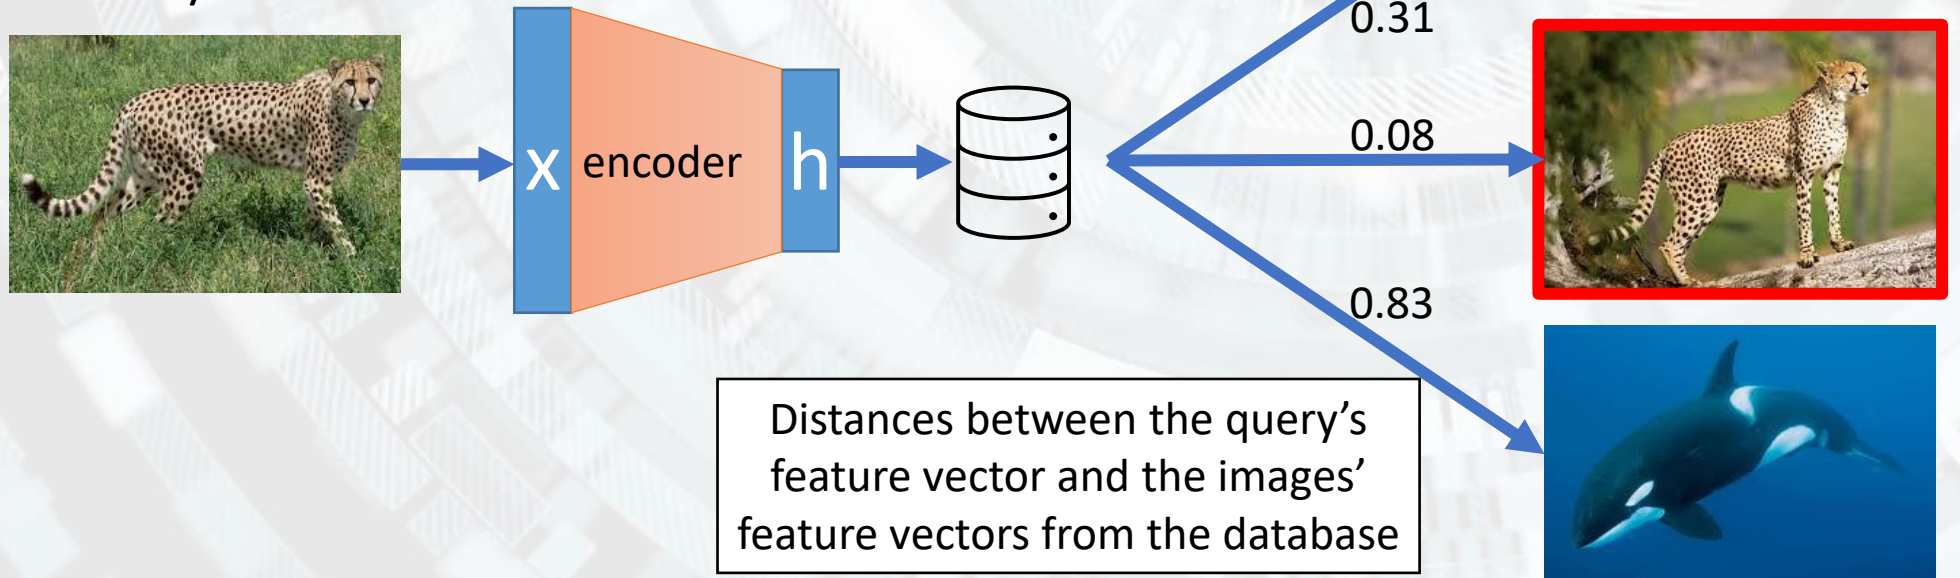 x
encoder
h
0.31
0.08
0.83
Distances between the query’s
feature vector and the images’
feature vectors from the database